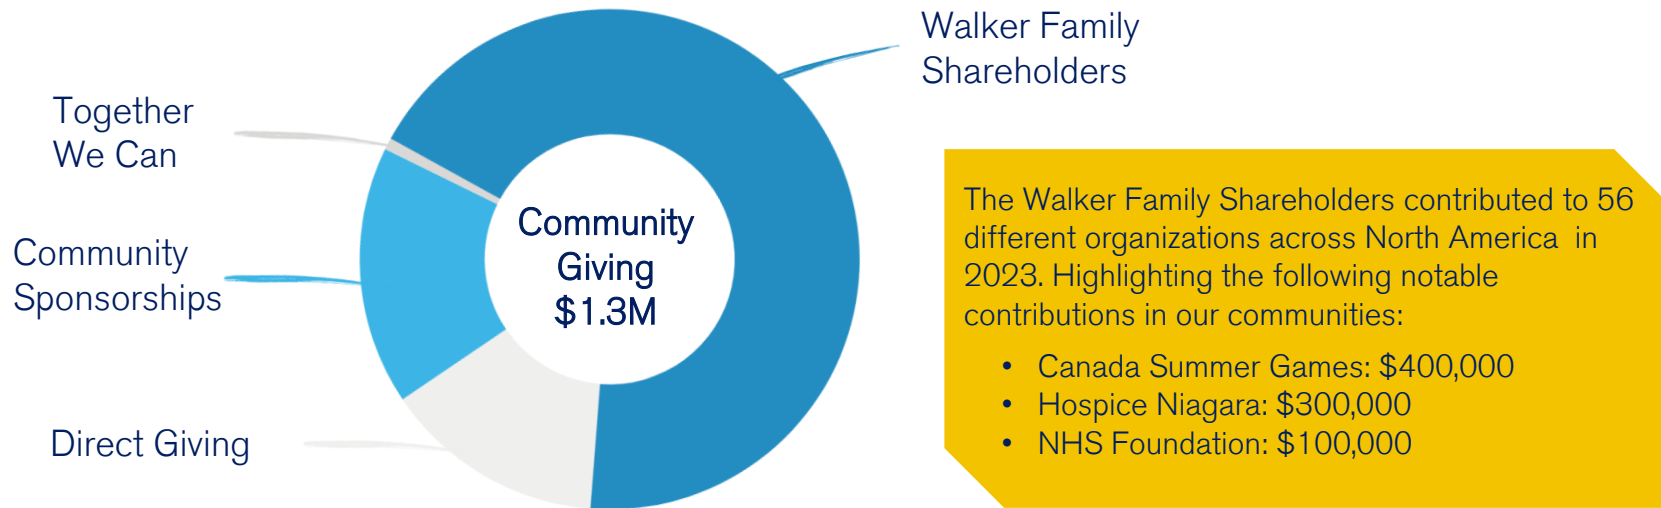 Walker Family
Shareholders
Together
We Can
Community
Sponsorships
Direct Giving
Community
Giving
$1.3M
The Walker Family Shareholders contributed to 56
different organizations across North America  in
2023. Highlighting the following notable
contributions in our communities:
• Canada Summer Games: $400,000
• Hospice Niagara: $300,000
• NHS Foundation: $100,000